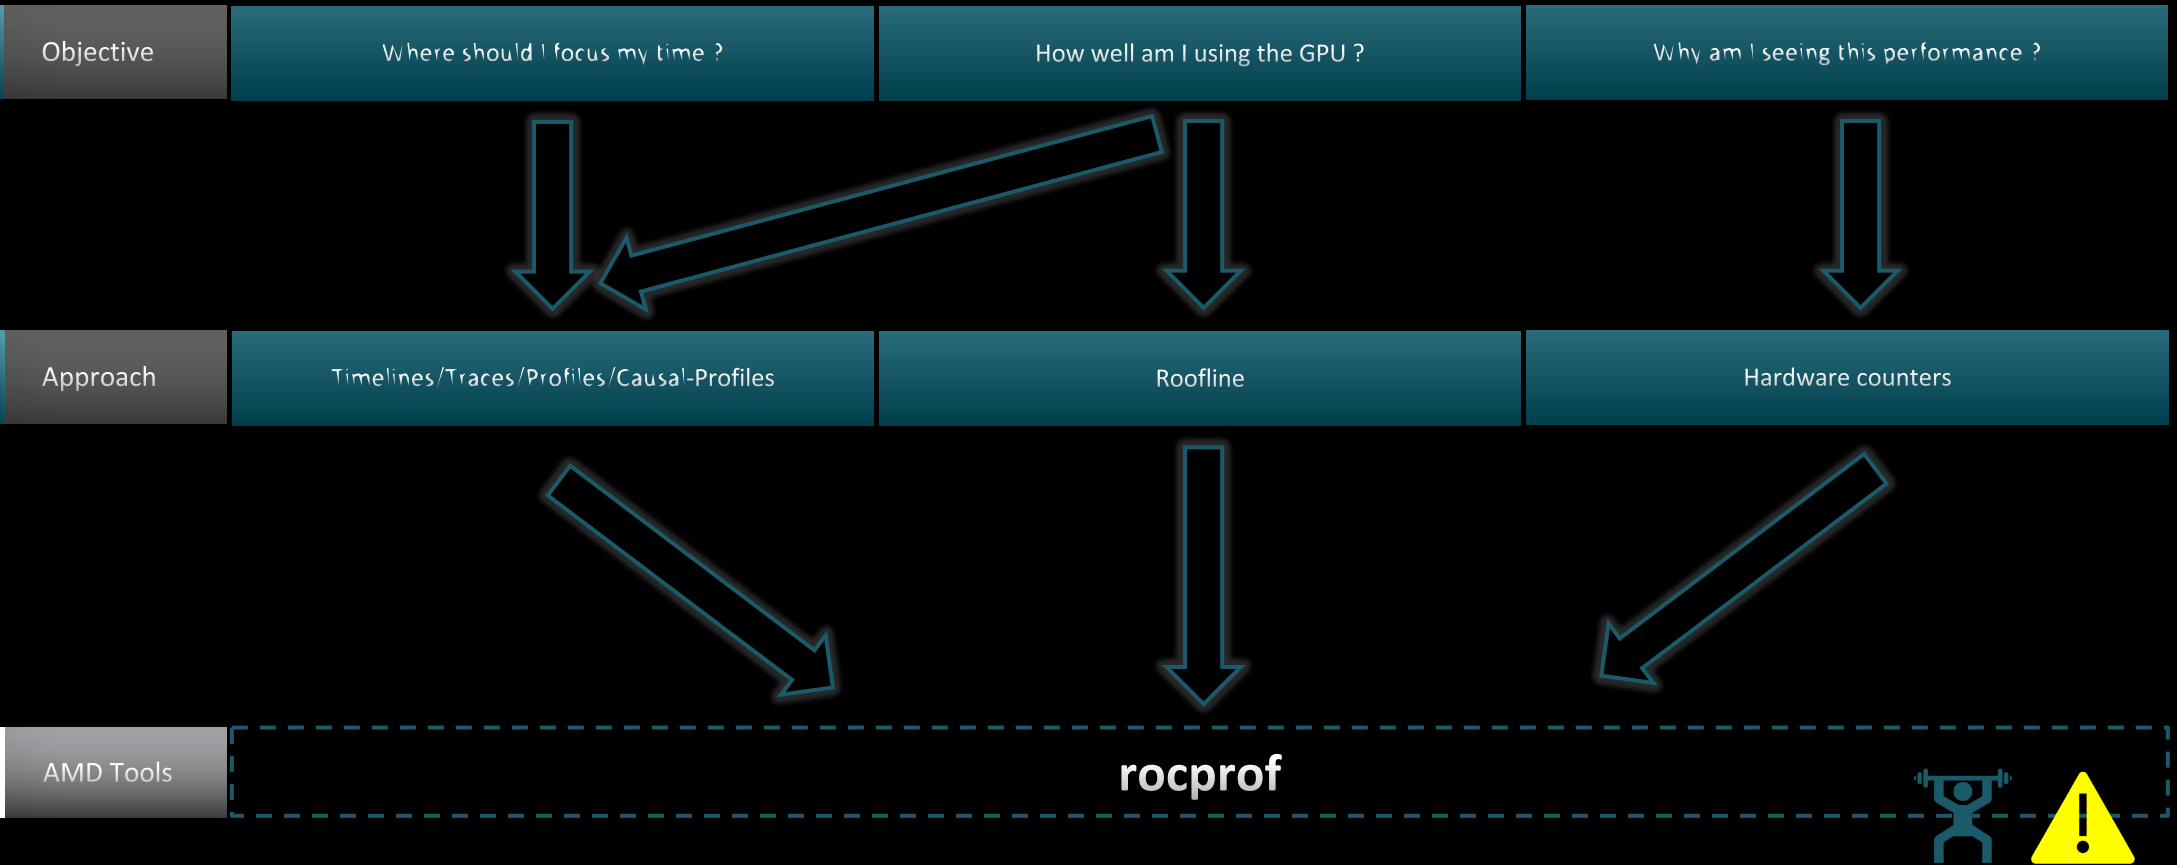 Objective
Where should I focus my time ?
How well am I using the GPU ?
Why am I seeing this performance ?
Approach
Timelines/Traces/Profiles/Causal-Profiles
Roofline
Hardware counters
AMD Tools
rocprof